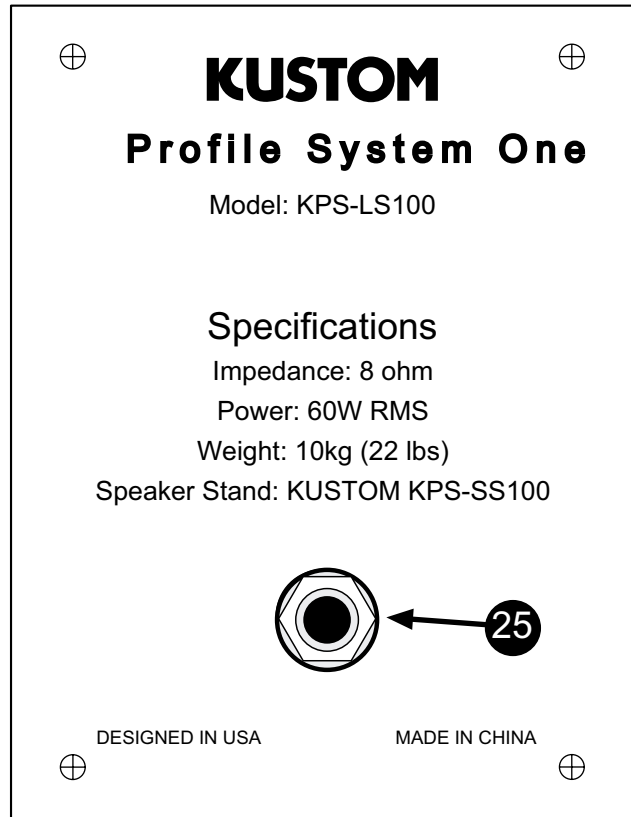 KUSTOM
Profile System One
Model: KPS-LS100
Specifications
Impedance: 8 ohm
Power: 60W RMS
Weight: 10kg (22 lbs)
Speaker Stand: KUSTOM KPS-SS100
25
DESIGNED IN USA MADE IN CHINA